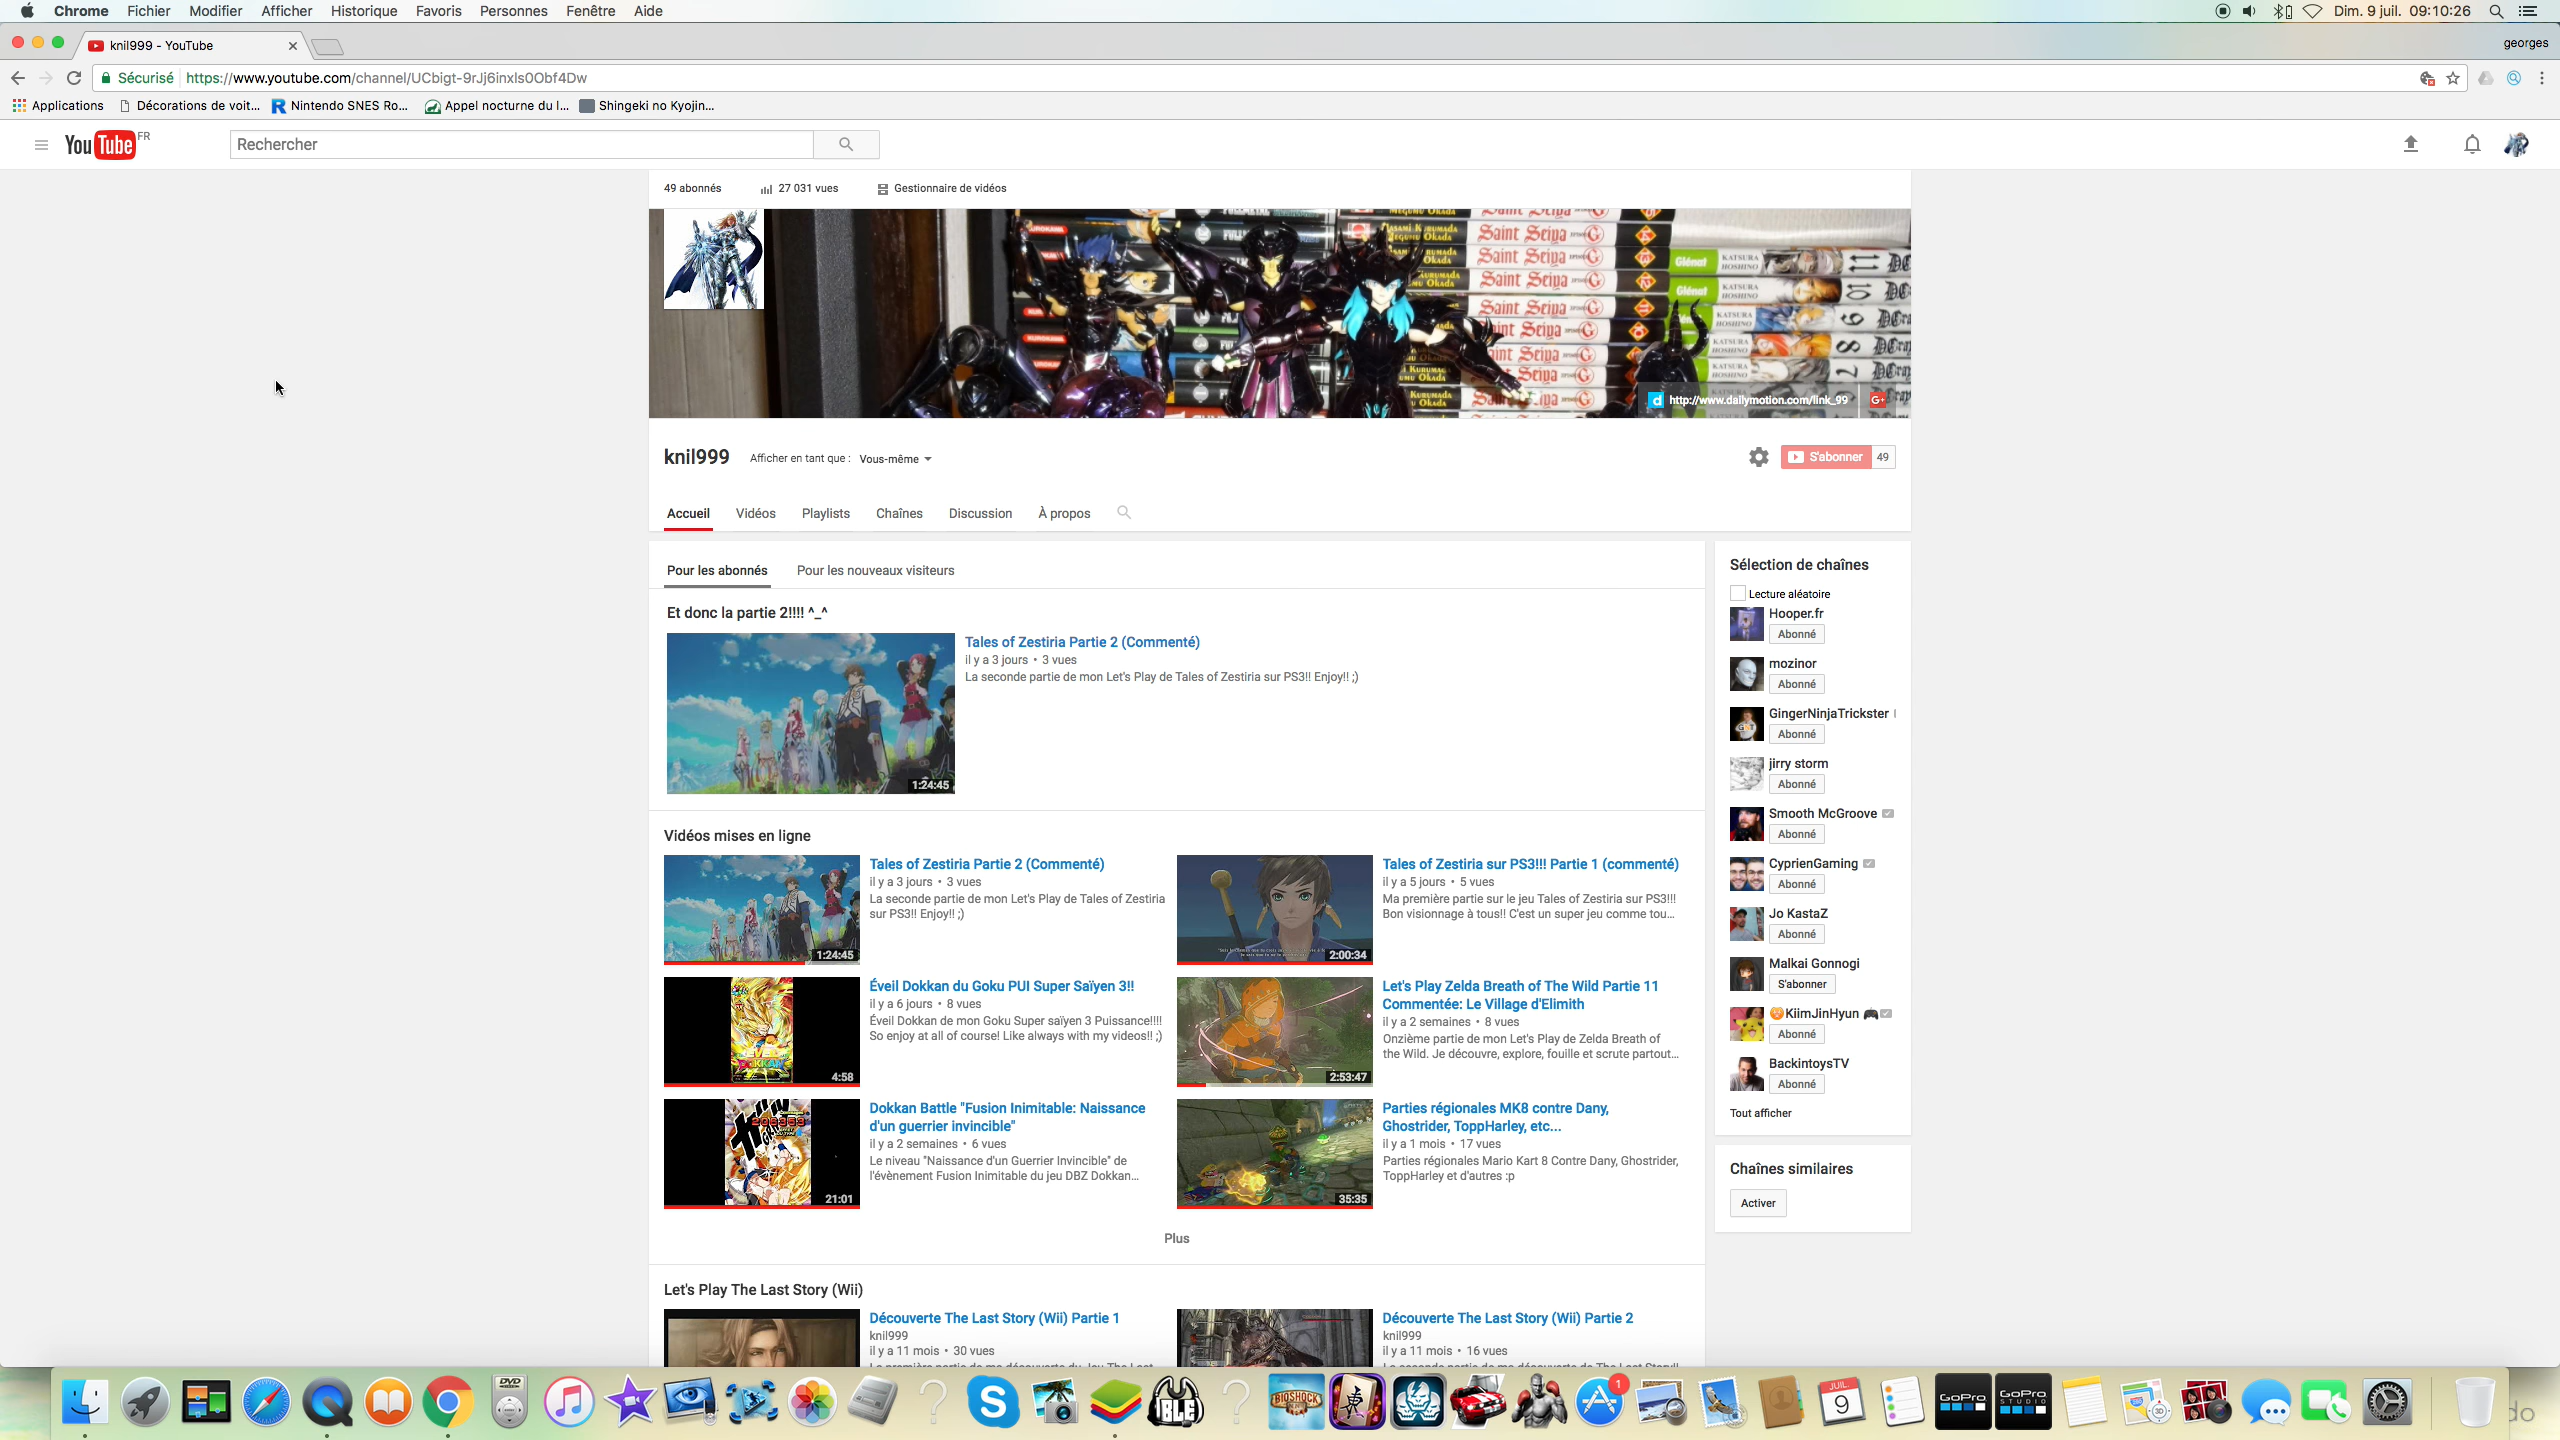 Chrome Fichier Modifier Afficher Historique Favoris Personnes Fenêtre Aide
Dim. 9 juil. 09:10:26
knil999 - YouTube
georges
Sécurisé https://www.youtube.com/channel/UCbigt-9rJj6inxls0Obf4Dw
Applications Décorations de voit... Nintendo SNES Ro... Appel nocturne du l... Shingeki no Kyojin...
YouTube FR
Rechercher
49 abonnés 27 031 vues Gestionnaire de vidéos
http://www.dailymotion.com/link_99
knil999 Afficher en tant que : Vous-même
S'abonner 49
Accueil Vidéos Playlists Chaînes Discussion À propos
Pour les abonnés Pour les nouveaux visiteurs
Et donc la partie 2!!!! ^_^
Tales of Zestiria Partie 2 (Commenté)
il y a 3 jours • 3 vues
La seconde partie de mon Let's Play de Tales of Zestiria sur PS3!! Enjoy!! ;)
1:24:45
Vidéos mises en ligne
Tales of Zestiria Partie 2 (Commenté)
il y a 3 jours • 3 vues
La seconde partie de mon Let's Play de Tales of Zestiria
sur PS3!! Enjoy!! ;)
1:24:45
Tales of Zestiria sur PS3!!! Partie 1 (commenté)
il y a 5 jours • 5 vues
Ma première partie sur le jeu Tales of Zestiria sur PS3!!!
Bon visionnage à tous!! C'est un super jeu comme tou...
2:00:34
Éveil Dokkan du Goku PUI Super Saïyen 3!!
il y a 6 jours • 8 vues
Éveil Dokkan de mon Goku Super saïyen 3 Puissance!!!!
So enjoy at all of course! Like always with my videos!! ;)
4:58
Let's Play Zelda Breath of The Wild Partie 11
Commentée: Le Village d'Elimith
il y a 2 semaines • 8 vues
Onzième partie de mon Let's Play de Zelda Breath of
the Wild. Je découvre, explore, fouille et scrute partout...
2:53:47
Dokkan Battle "Fusion Inimitable: Naissance
d'un guerrier invincible"
il y a 2 semaines • 6 vues
Le niveau "Naissance d'un Guerrier Invincible" de
l'évènement Fusion Inimitable du jeu DBZ Dokkan...
21:01
Parties régionales MK8 contre Dany,
Ghostrider, ToppHarley, etc...
il y a 1 mois • 17 vues
Parties régionales Mario Kart 8 Contre Dany, Ghostrider,
ToppHarley et d'autres :p
35:35
Plus
Let's Play The Last Story (Wii)
Découverte The Last Story (Wii) Partie 1
knil999
il y a 11 mois • 30 vues
Découverte The Last Story (Wii) Partie 2
knil999
il y a 11 mois • 16 vues
Sélection de chaînes
Lecture aléatoire
Hooper.fr
Abonné
mozinor
Abonné
GingerNinjaTrickster
Abonné
jirry storm
Abonné
Smooth McGroove
Abonné
CyprienGaming
Abonné
Jo KastaZ
Abonné
Malkai Gonnogi
S'abonner
KiimJinHyun
Abonné
BackintoysTV
Abonné
Tout afficher
Chaînes similaires
Activer